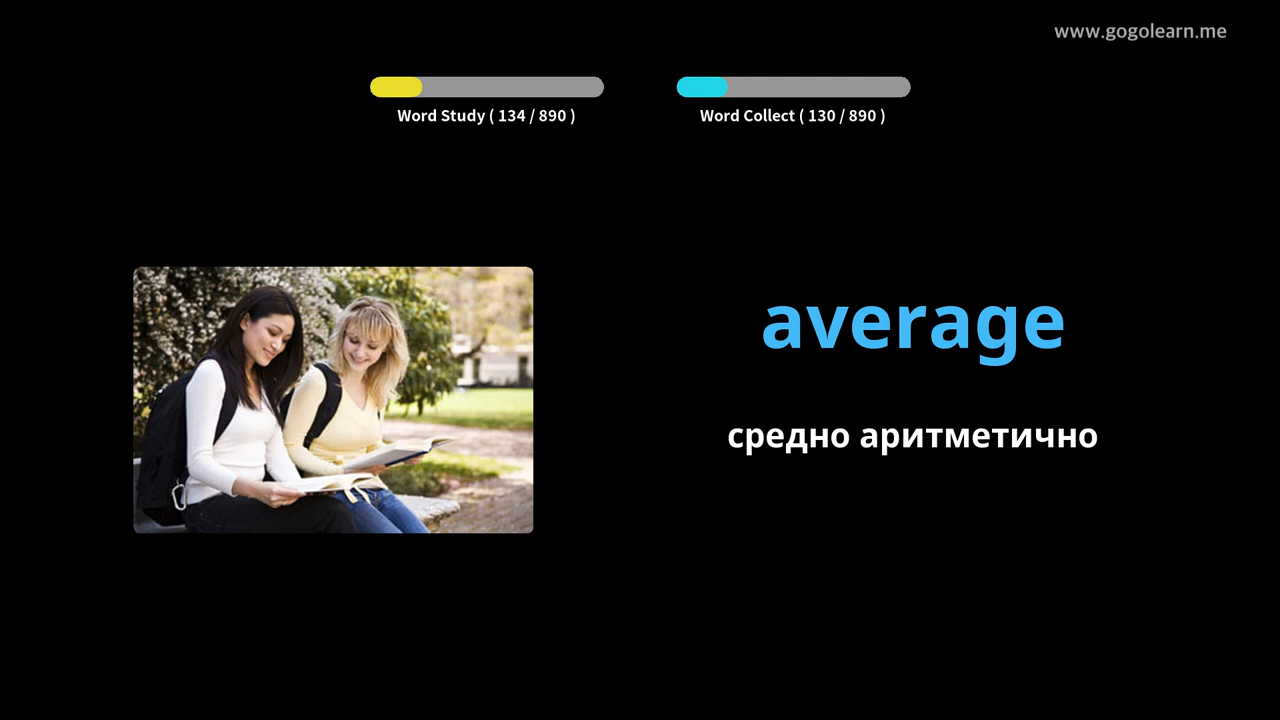 www.gogolearn.me
Word Study ( 134 / 890 )
Word Collect ( 130 / 890 )
average
средно аритметично